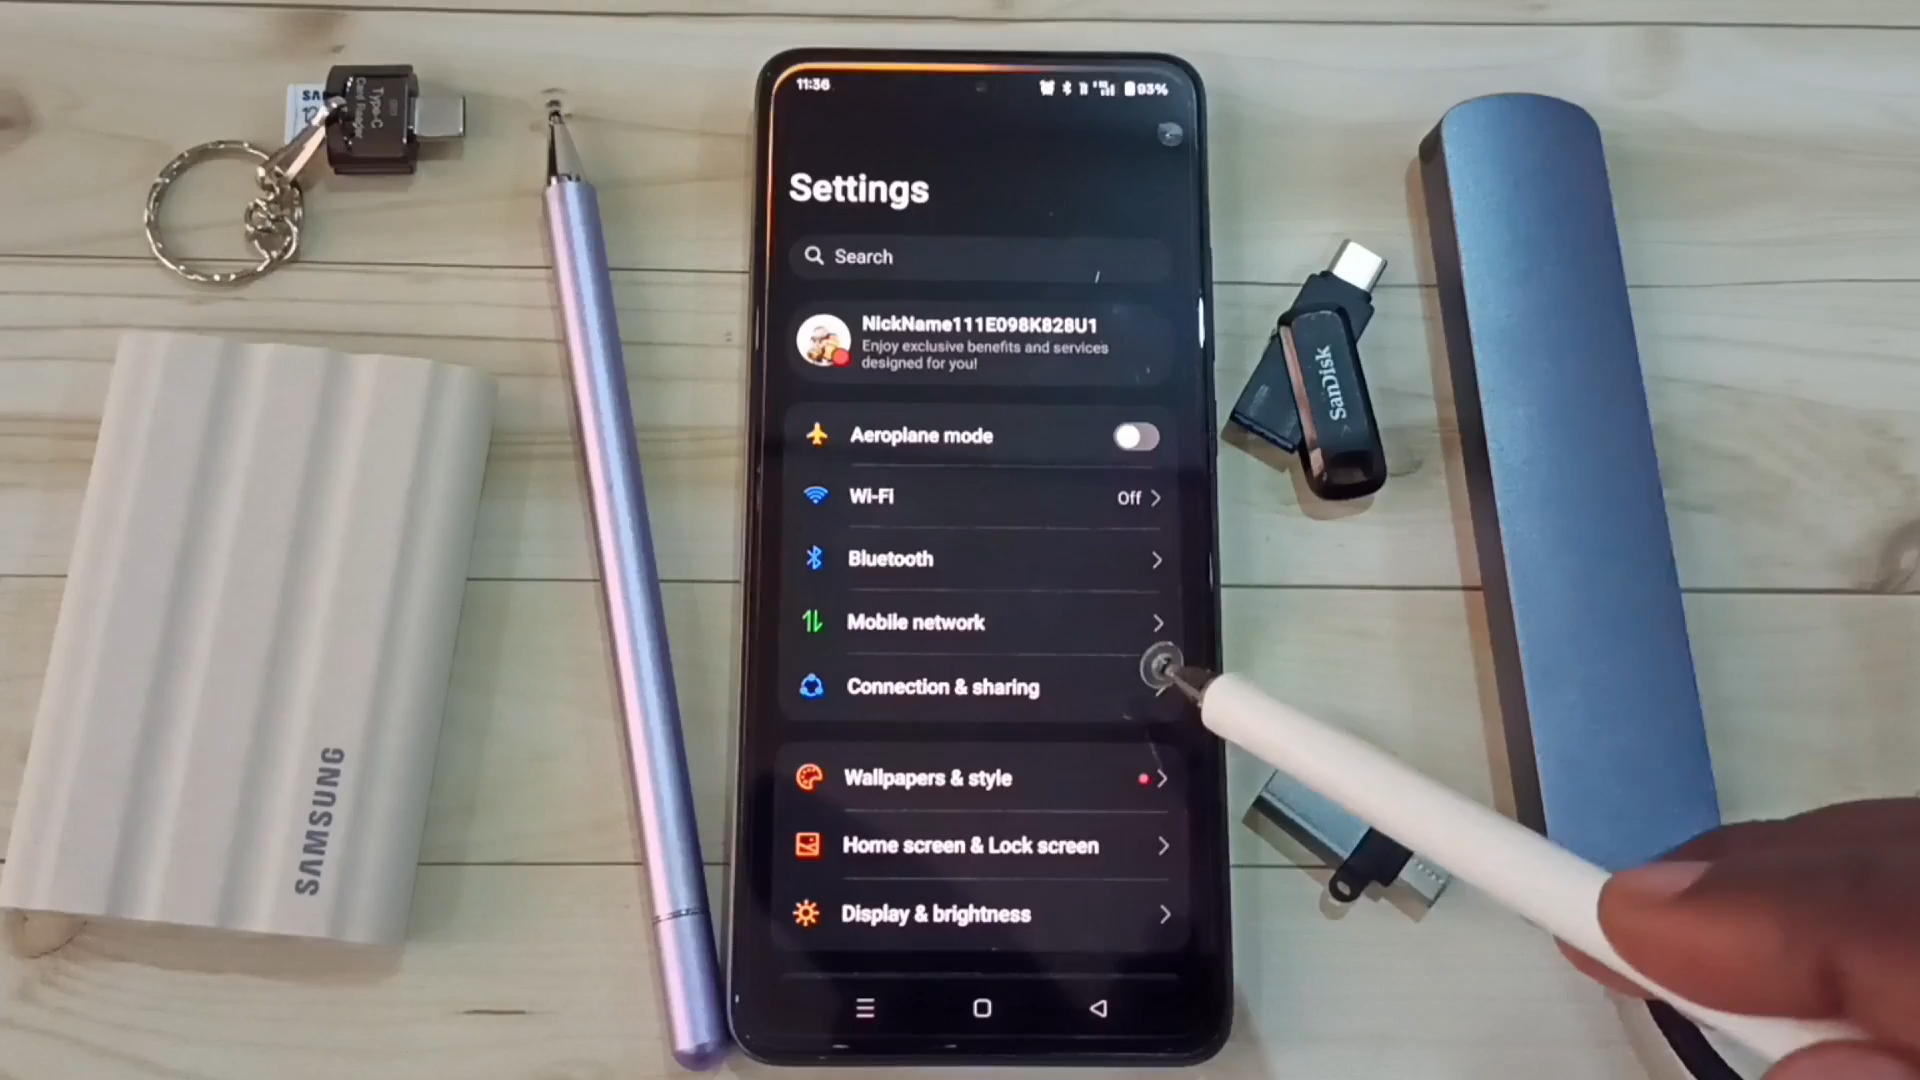 SAN
Type-C
Card Reader
11:36
93%
Settings
Search
NickName111E098K828U1
Enjoy exclusive benefits and services
designed for you!
Aeroplane mode
Wi-Fi
Off
Bluetooth
Mobile network
Connection & sharing
Wallpapers & style
Home screen & Lock screen
Display & brightness
SAMSUNG
SanDisk